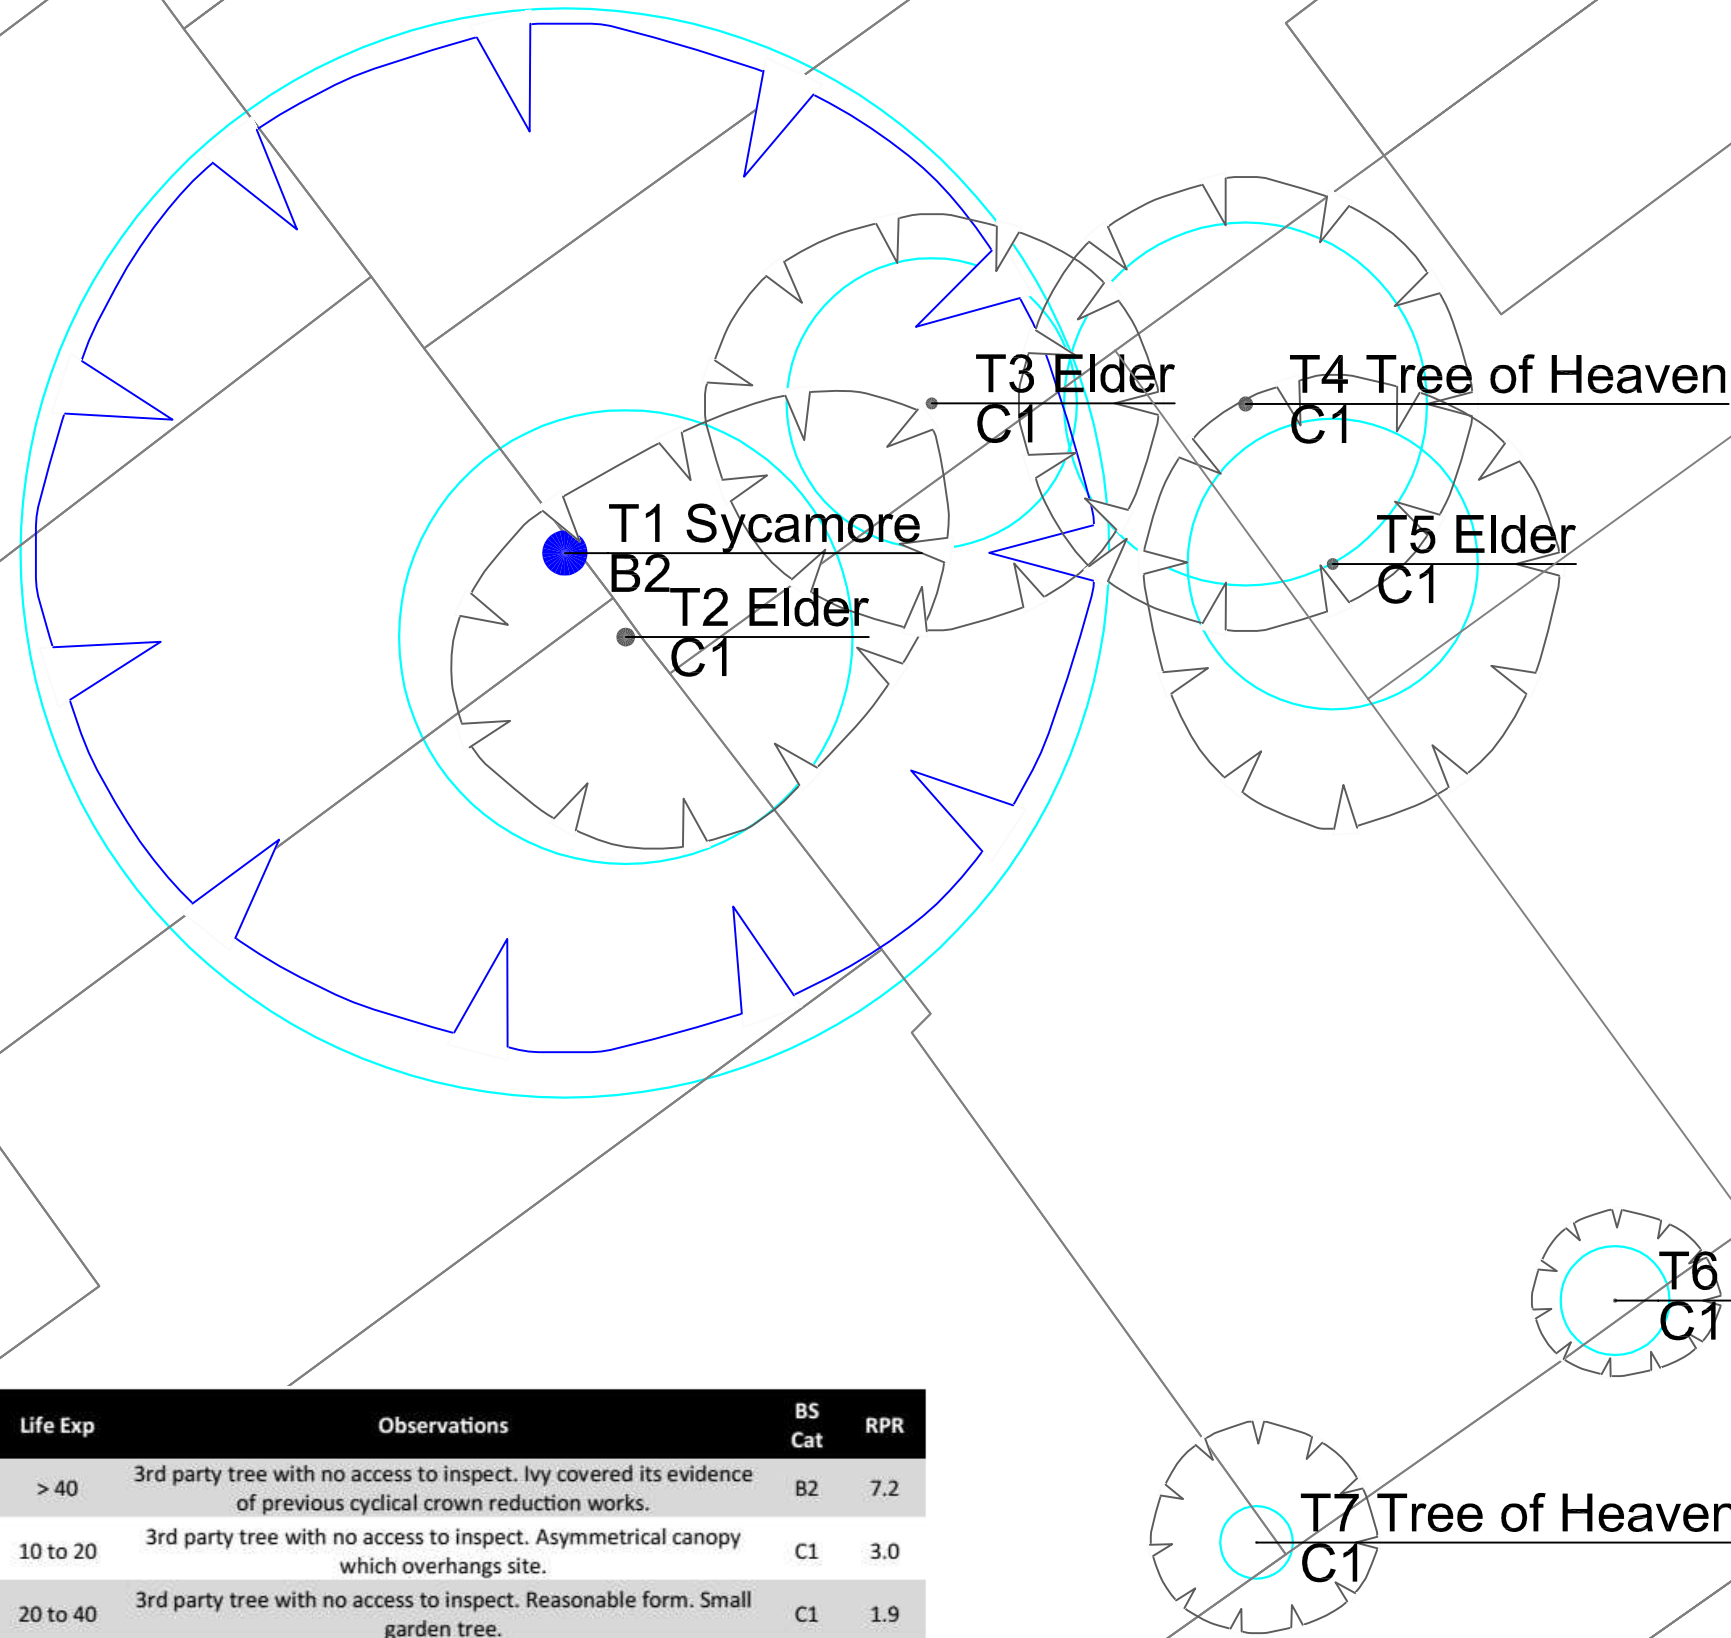 T3 Elder
C1
T4 Tree of Heaven
C1
T1 Sycamore
B2
T5 Elder
C1
T2 Elder
C1
T6
C1
T7 Tree of Heaven
C1
Life Exp Observations BS Cat RPR
> 40 3rd party tree with no access to inspect. Ivy covered its evidence
of previous cyclical crown reduction works. B2 7.2
10 to 20 3rd party tree with no access to inspect. Asymmetrical canopy
which overhangs site. C1 3.0
20 to 40 3rd party tree with no access to inspect. Reasonable form. Small
garden tree. C1 1.9